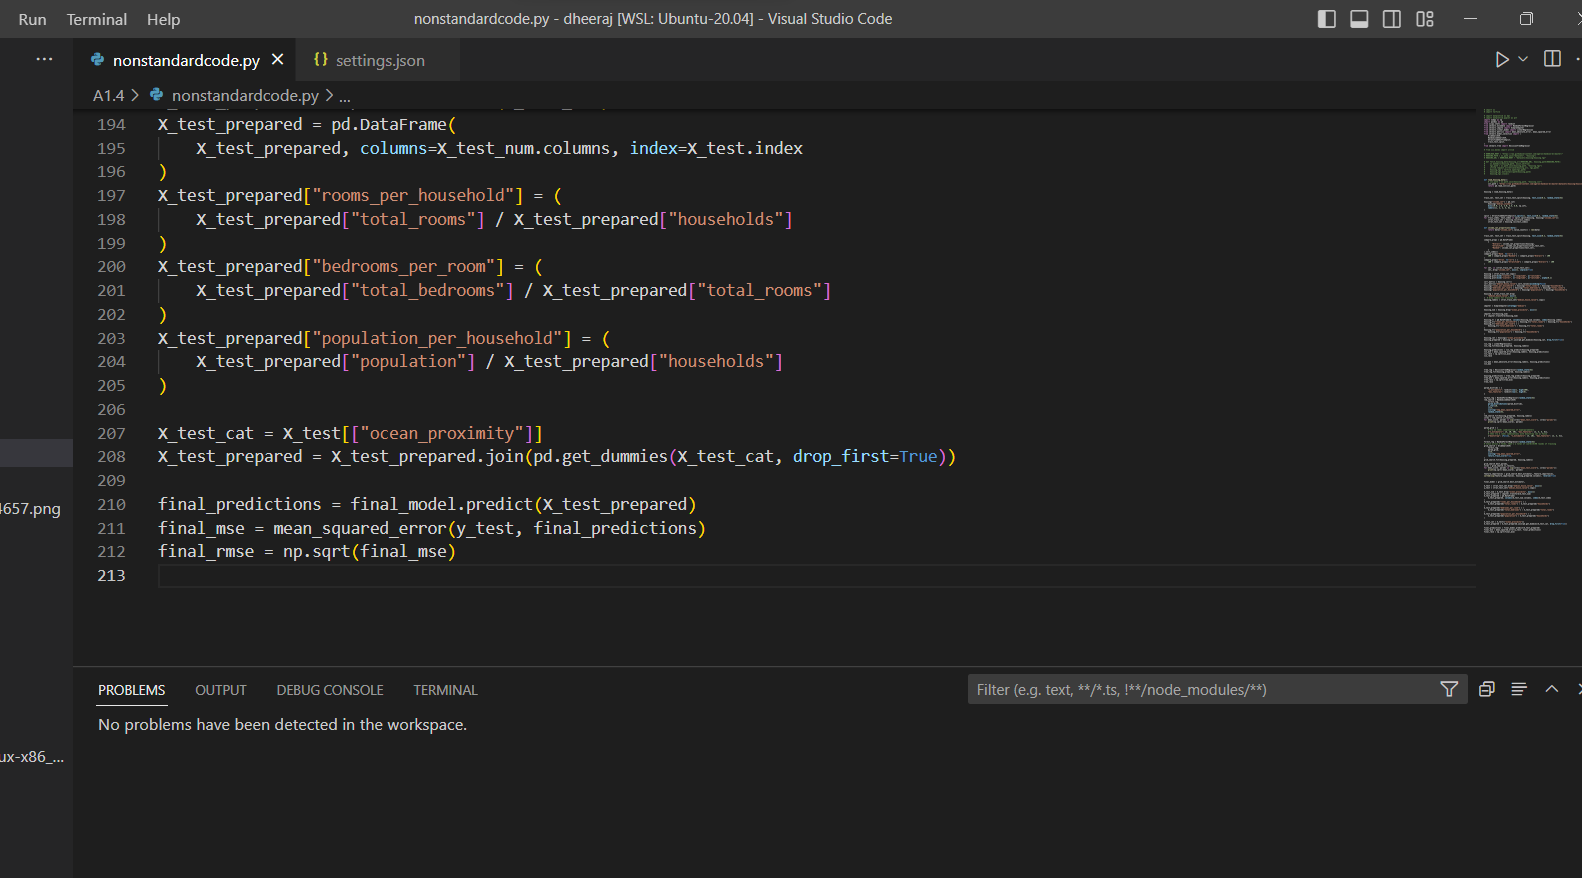 Run Terminal Help nonstandardcode.py - dheeraj [WSL: Ubuntu-20.04] - Visual Studio Code
... nonstandardcode.py {} settings.json
A1.4 > nonstandardcode.py > ...
194 X_test_prepared = pd.DataFrame(
195 X_test_prepared, columns=X_test_num.columns, index=X_test.index
196 )
197 X_test_prepared["rooms_per_household"] = (
198 X_test_prepared["total_rooms"] / X_test_prepared["households"]
199 )
200 X_test_prepared["bedrooms_per_room"] = (
201 X_test_prepared["total_bedrooms"] / X_test_prepared["total_rooms"]
202 )
203 X_test_prepared["population_per_household"] = (
204 X_test_prepared["population"] / X_test_prepared["households"]
205 )
206
207 X_test_cat = X_test[["ocean_proximity"]]
208 X_test_prepared = X_test_prepared.join(pd.get_dummies(X_test_cat, drop_first=True))
209
210 final_predictions = final_model.predict(X_test_prepared)
211 final_mse = mean_squared_error(y_test, final_predictions)
212 final_rmse = np.sqrt(final_mse)
213
4657.png
ux-x86_...
PROBLEMS OUTPUT DEBUG CONSOLE TERMINAL Filter (e.g. text, **/*.ts, !**/node_modules/**)
No problems have been detected in the workspace.